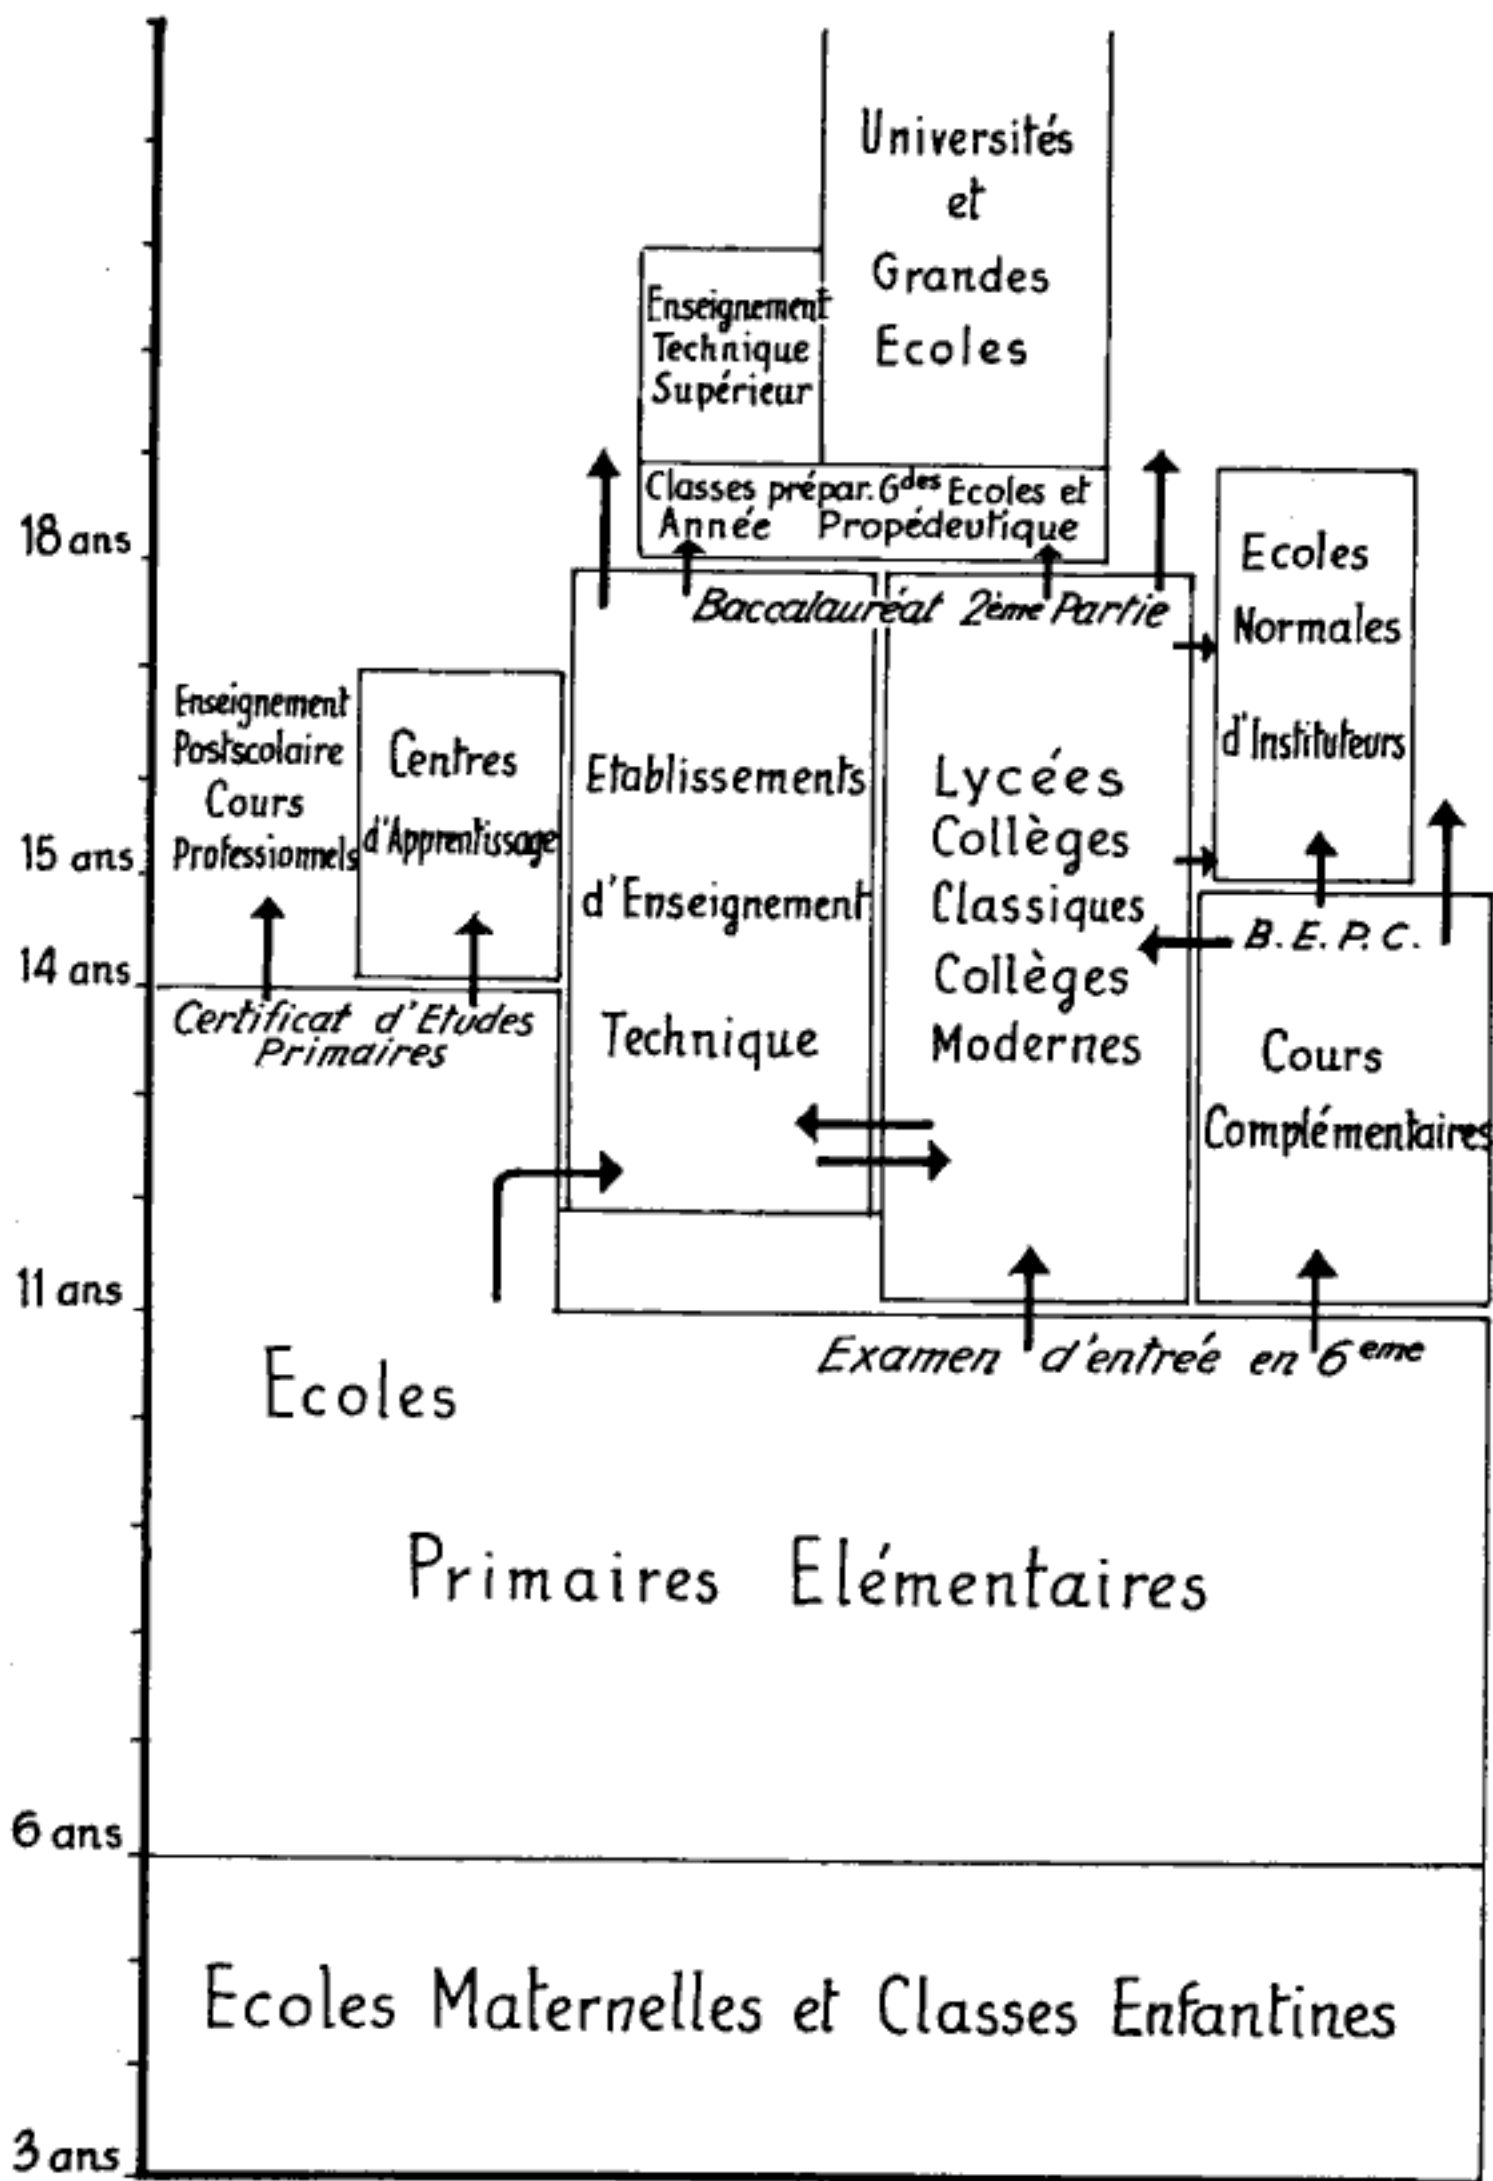 Universités
et
Grandes
Ecoles
Enseignement
Technique
Supérieur
Classes prépar. Gdes Ecoles et
Année Propédeutique
18 ans
Baccalauréat 2ème Partie
Ecoles
Normales
d'Instituteurs
Enseignement
Postscolaire
Cours
Professionnels
Centres
d'Apprentissage
Etablissements
d'Enseignement
Technique
Lycées
Collèges
Classiques
Collèges
Modernes
15 ans
B.E.P.C.
14 ans
Certificat d'Etudes
Primaires
Cours
Complémentaires
11 ans
Examen d'entrée en 6eme
Ecoles
Primaires Elémentaires
6 ans
Ecoles Maternelles et Classes Enfantines
3 ans